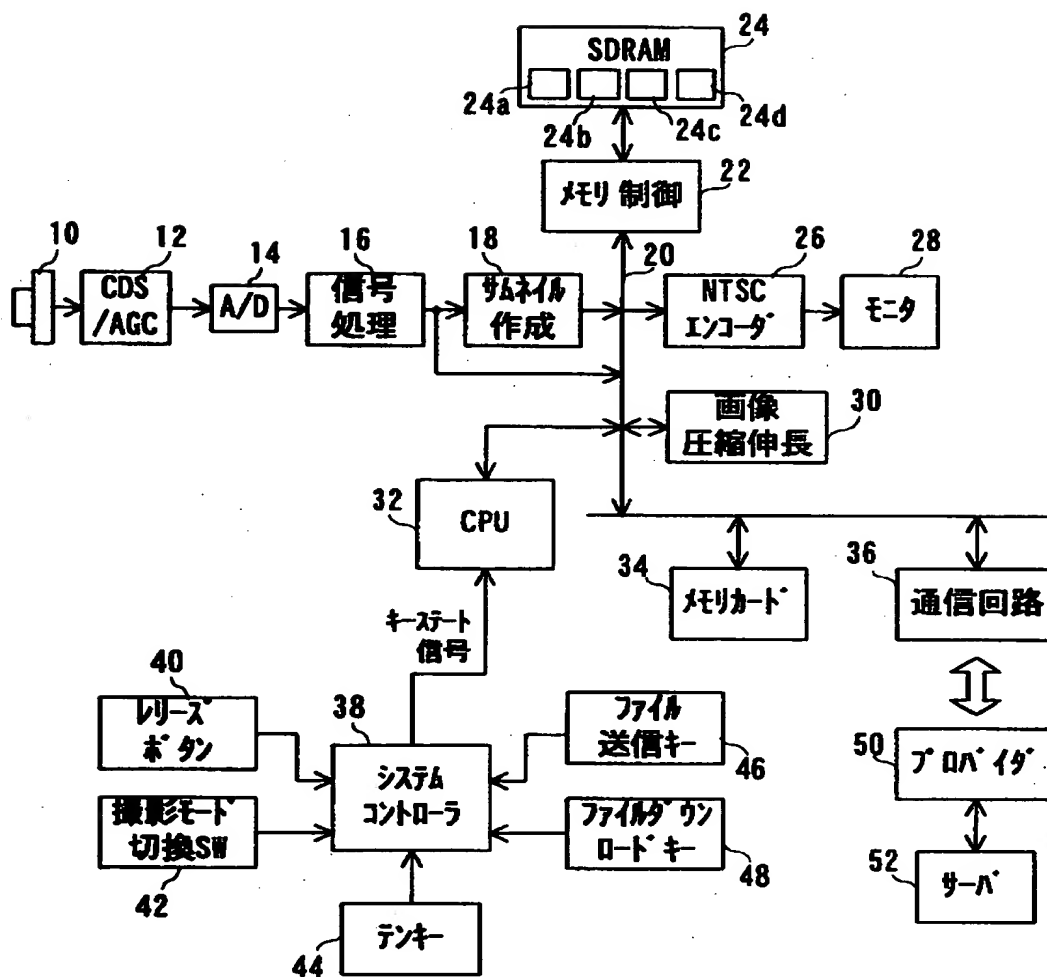 24
SDRAM
24a
24b
24c
24d
22
メモリ制御
10
12
CDS
/AGC
14
A/D
16
信号
処理
18
サムネイル
作成
20
26
NTSC
エンコーダ
28
モニタ
画像
圧縮伸長
30
32
CPU
34
メモリカード
36
通信回路
キーステート
信号
40
レリーズ
ボタン
38
システム
コントローラ
ファイル
送信キー
46
50
プロバイダ
撮影モード
切換SW
42
ファイルダウン
ロードキー
48
52
サーバ
44
テンキー